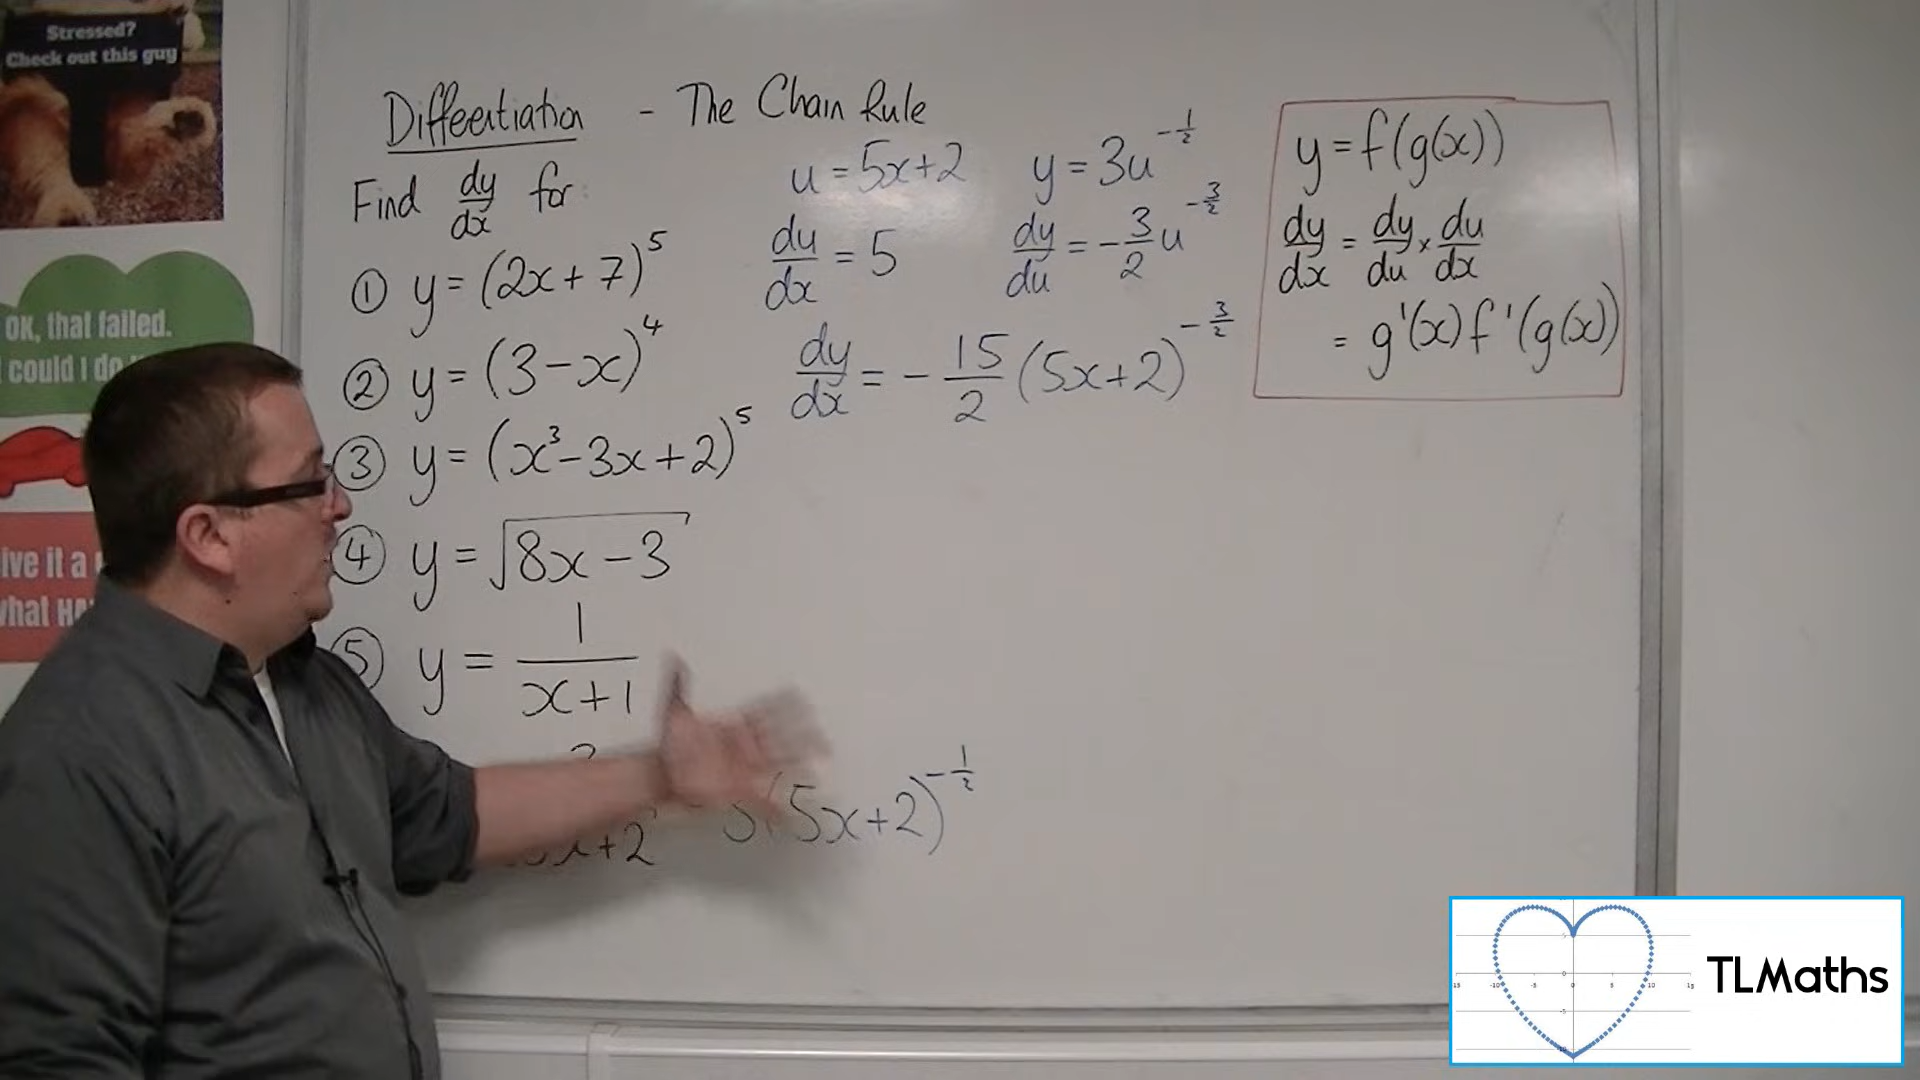 Stressed?
Check out this guy
OK, that failed.
could I do
ive it a
what HA
Differentiation - The Chain Rule
Find dy/dx for:
① y = (2x + 7)^5
② y = (3 - x)^4
③ y = (x^3 - 3x + 2)^5
④ y = √(8x - 3)
⑤ y = 1/(x + 1)
x + 2
(5x + 2)^(-1/2)
u = 5x + 2
y = 3u^(-1/2)
du/dx = 5
dy/du = -3/2 u^(-3/2)
dy/dx = -15/2 (5x + 2)^(-3/2)
y = f(g(x))
dy/dx = dy/du × du/dx
= g'(x) f'(g(x))
TLMaths